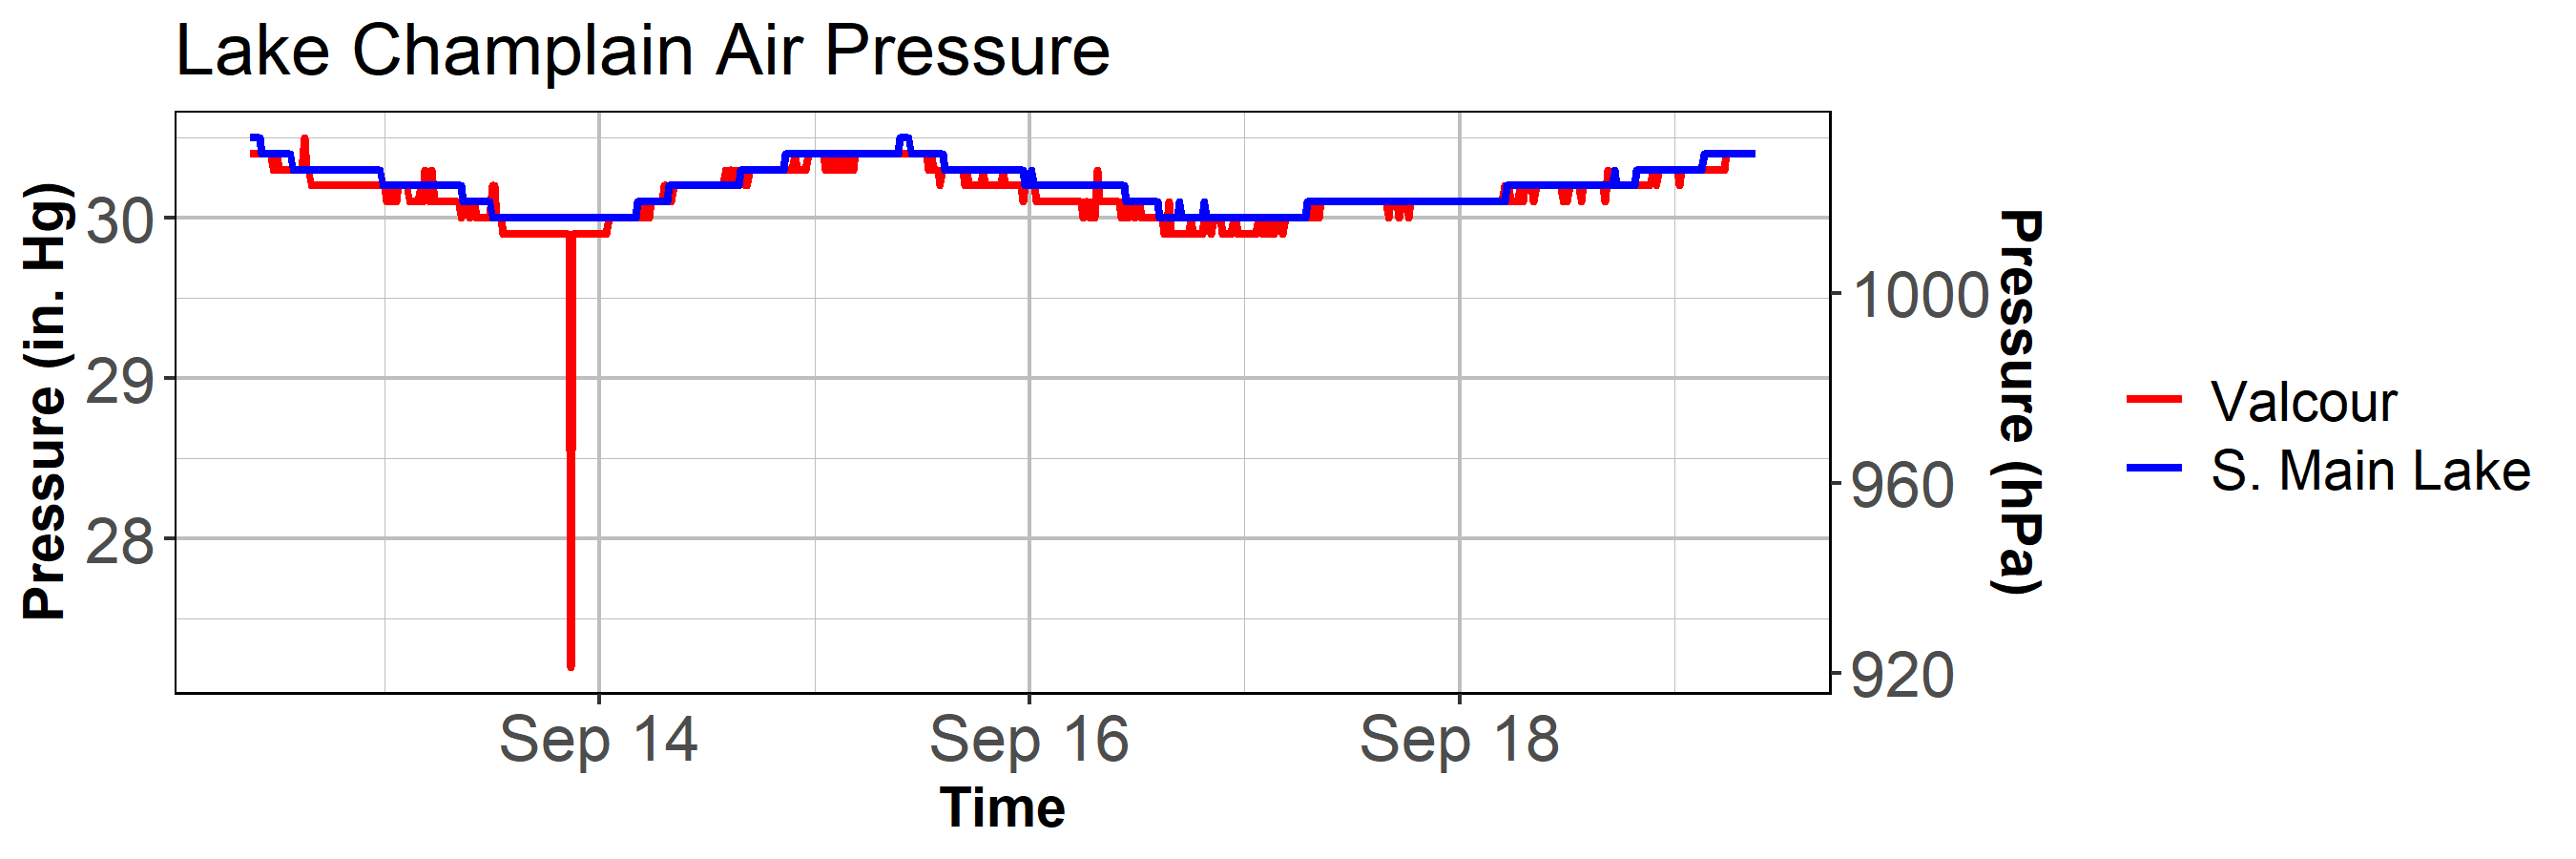 Lake Champlain Air Pressure
Pressure (in. Hg)
30
29
28
1000
960
920
Pressure (hPa)
Sep 14
Sep 16
Sep 18
Time
Valcour
S. Main Lake